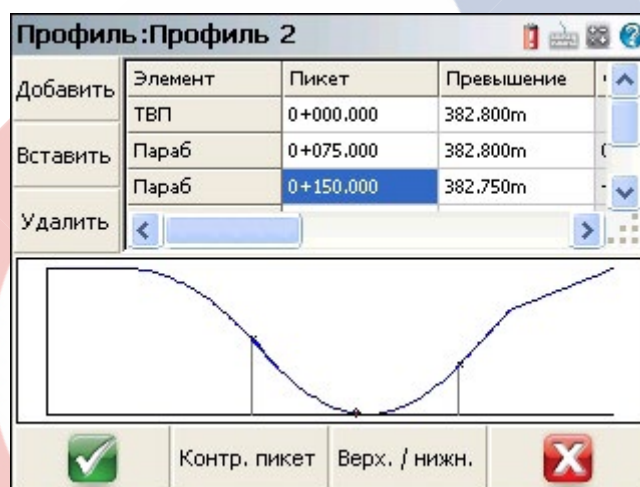 Профиль:Профиль 2
Добавить
Вставить
Удалить
Элемент Пикет Превышение
ТВП 0+000.000 382.800m
Параб 0+075.000 382.800m
Параб 0+150.000 382.750m
Контр. пикет
Верх. / нижн.